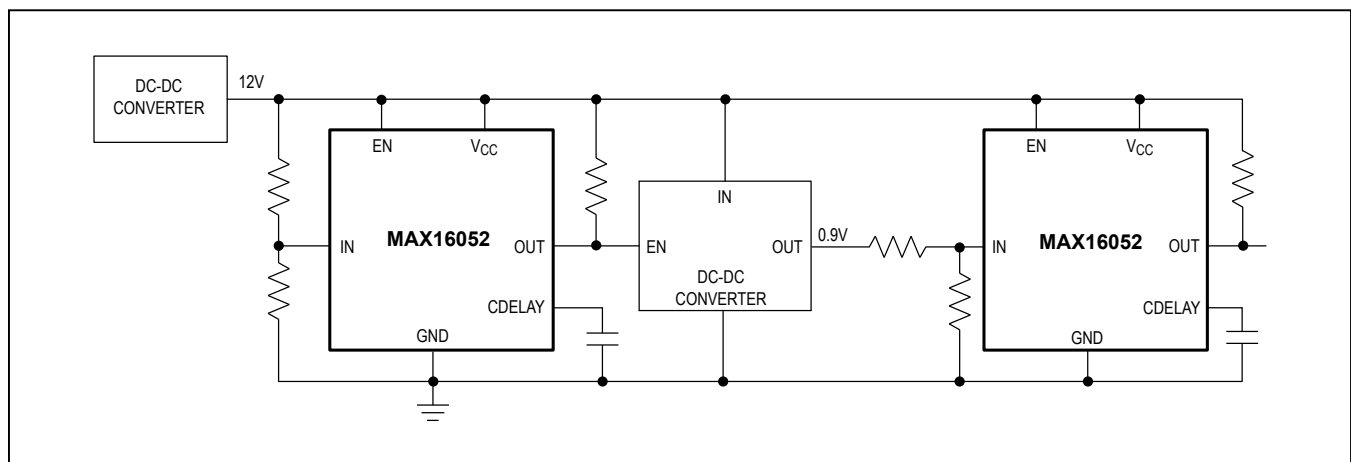 DC-DC
CONVERTER
12V
EN
VCC
IN
MAX16052
OUT
CDELAY
GND
IN
EN
OUT
DC-DC
CONVERTER
0.9V
EN
VCC
IN
MAX16052
OUT
CDELAY
GND